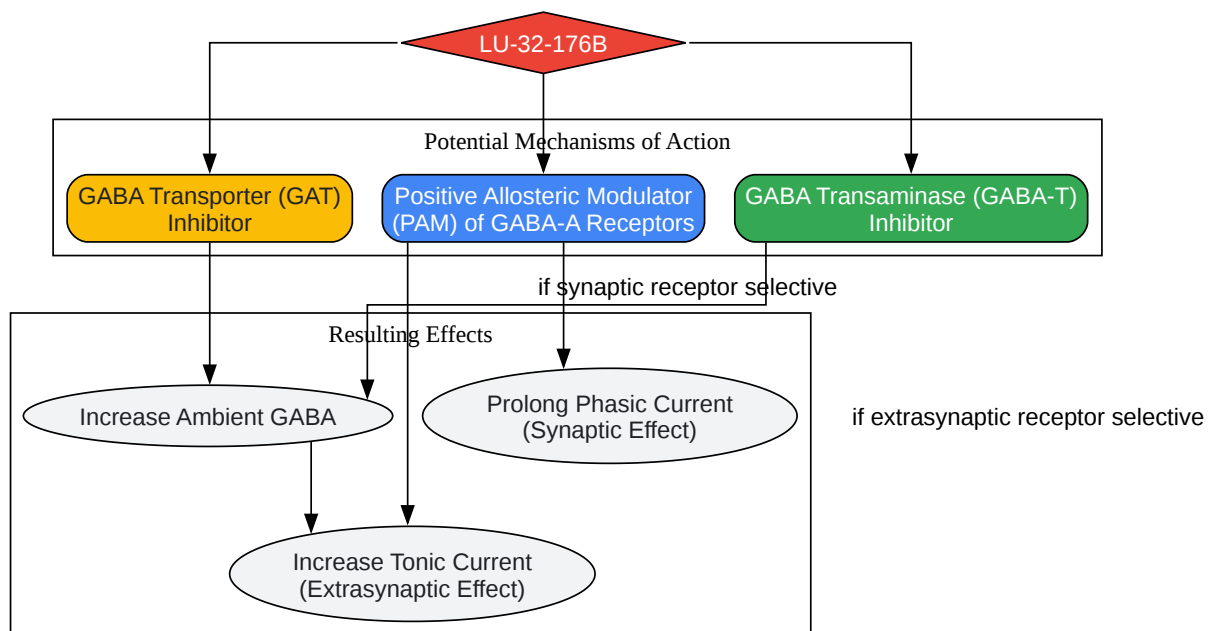 LU-32-176B
Potential Mechanisms of Action
GABA Transporter (GAT)
Inhibitor
Positive Allosteric Modulator
(PAM) of GABA-A Receptors
GABA Transaminase (GABA-T)
Inhibitor
if synaptic receptor selective
Resulting Effects
Increase Ambient GABA
Prolong Phasic Current
(Synaptic Effect)
if extrasynaptic receptor selective
Increase Tonic Current
(Extrasynaptic Effect)